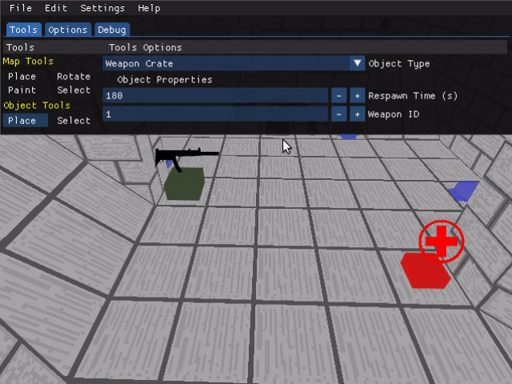 File Edit Settings Help
Tools Options Debug
Tools Tools Options
Map Tools Weapon Crate Object Type
Place Rotate Object Properties
Paint Select 180 - + Respawn Time (s)
Object Tools 1 - + Weapon ID
Place Select